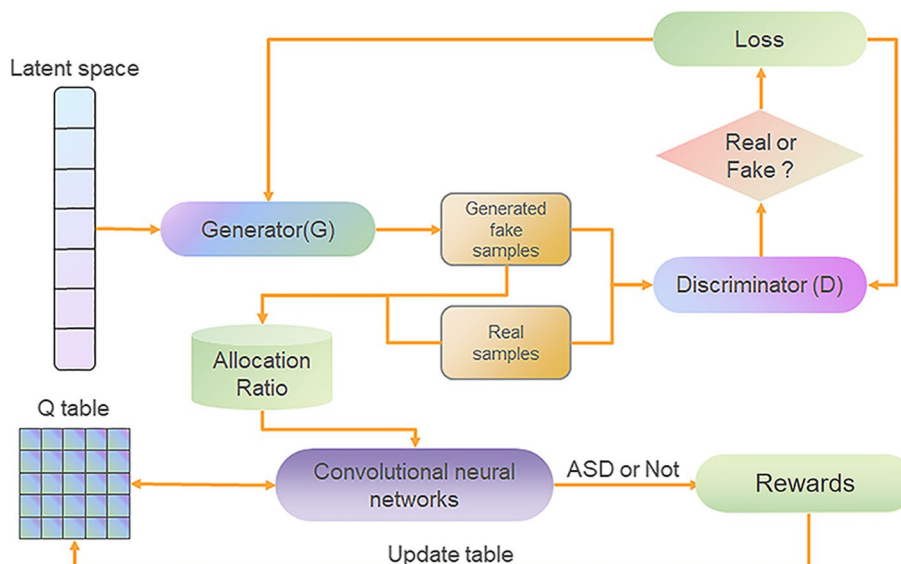 Loss
Latent space
Real or
Fake ?
Generator(G)
Generated
fake
samples
Discriminator (D)
Real
samples
Allocation
Ratio
Q table
Convolutional neural
networks
ASD or Not
Rewards
Update table